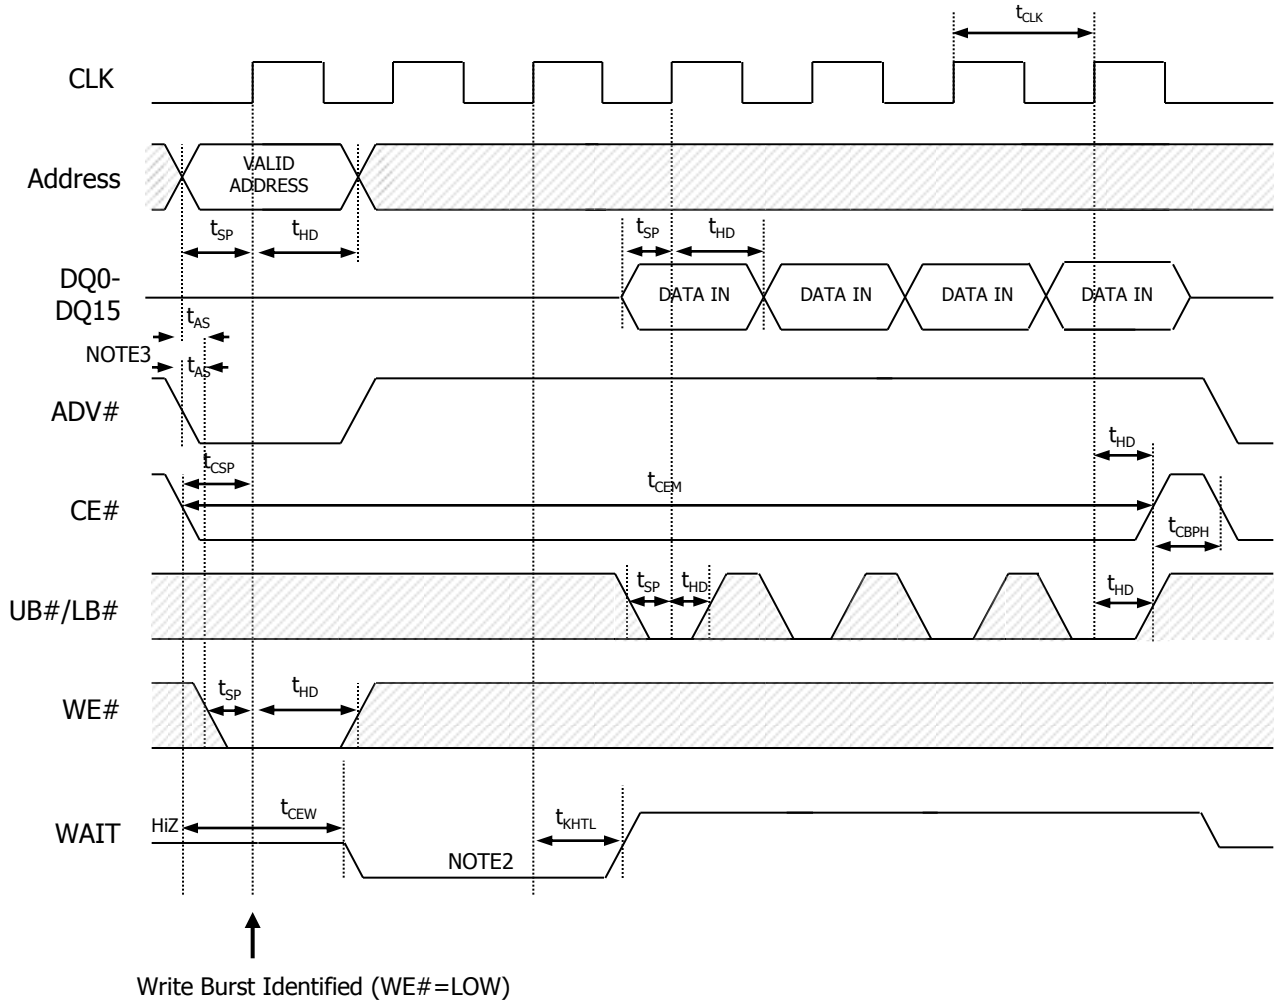 tCLK
CLK
Address
VALID
ADDRESS
tSP
tHD
tSP
tHD
DQ0-
DQ15
DATA IN
DATA IN
DATA IN
DATA IN
tAS
NOTE3
tAS
ADV#
tHD
tCSP
tCEM
CE#
tCBPH
UB#/LB#
tSP
tHD
tHD
WE#
tSP
tHD
WAIT
HiZ
tCEW
tKHTL
NOTE2
Write Burst Identified (WE#=LOW)